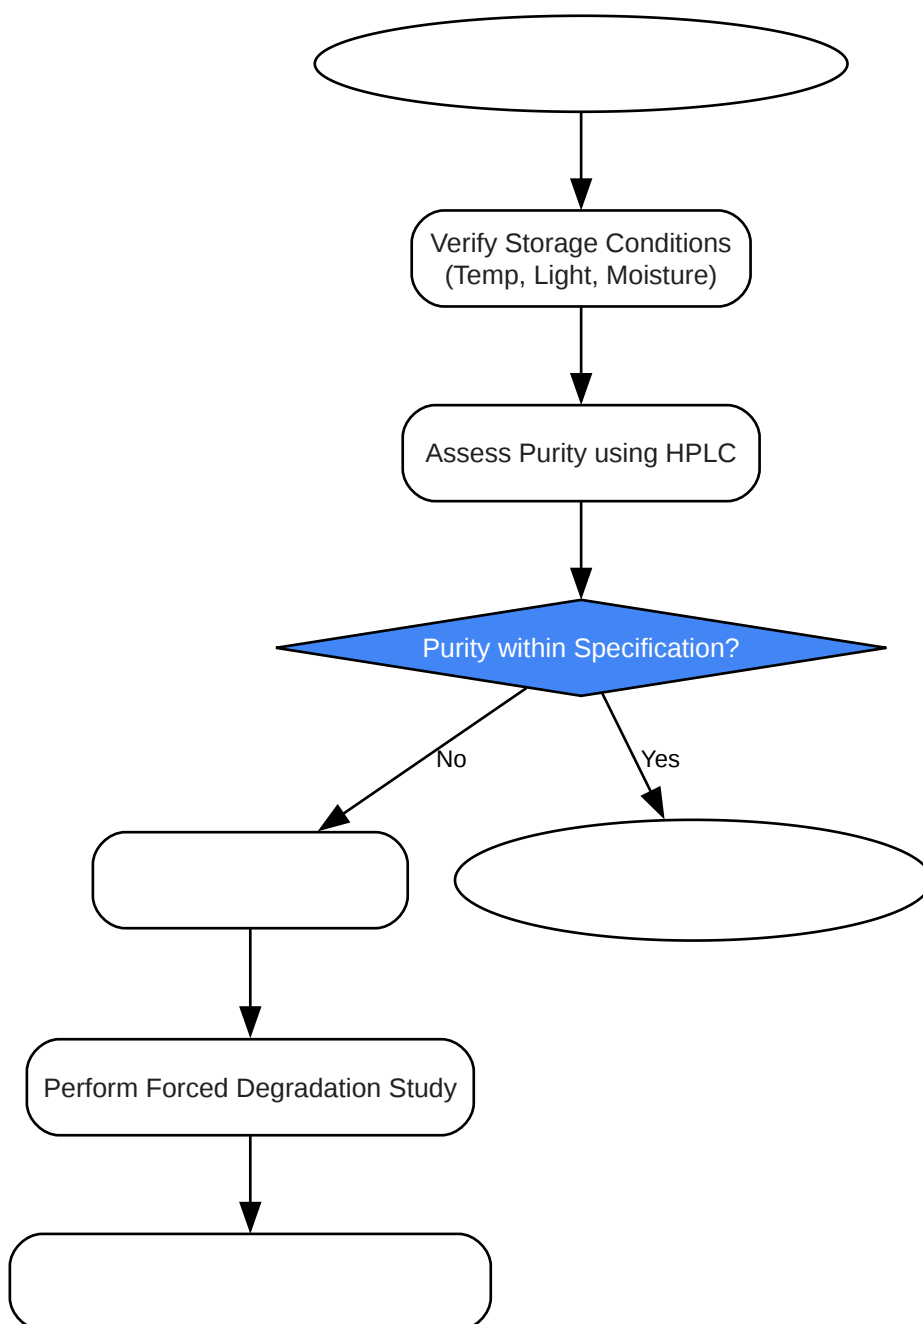 Verify Storage Conditions
(Temp, Light, Moisture)
Assess Purity using HPLC
Purity within Specification?
No
Yes
Perform Forced Degradation Study